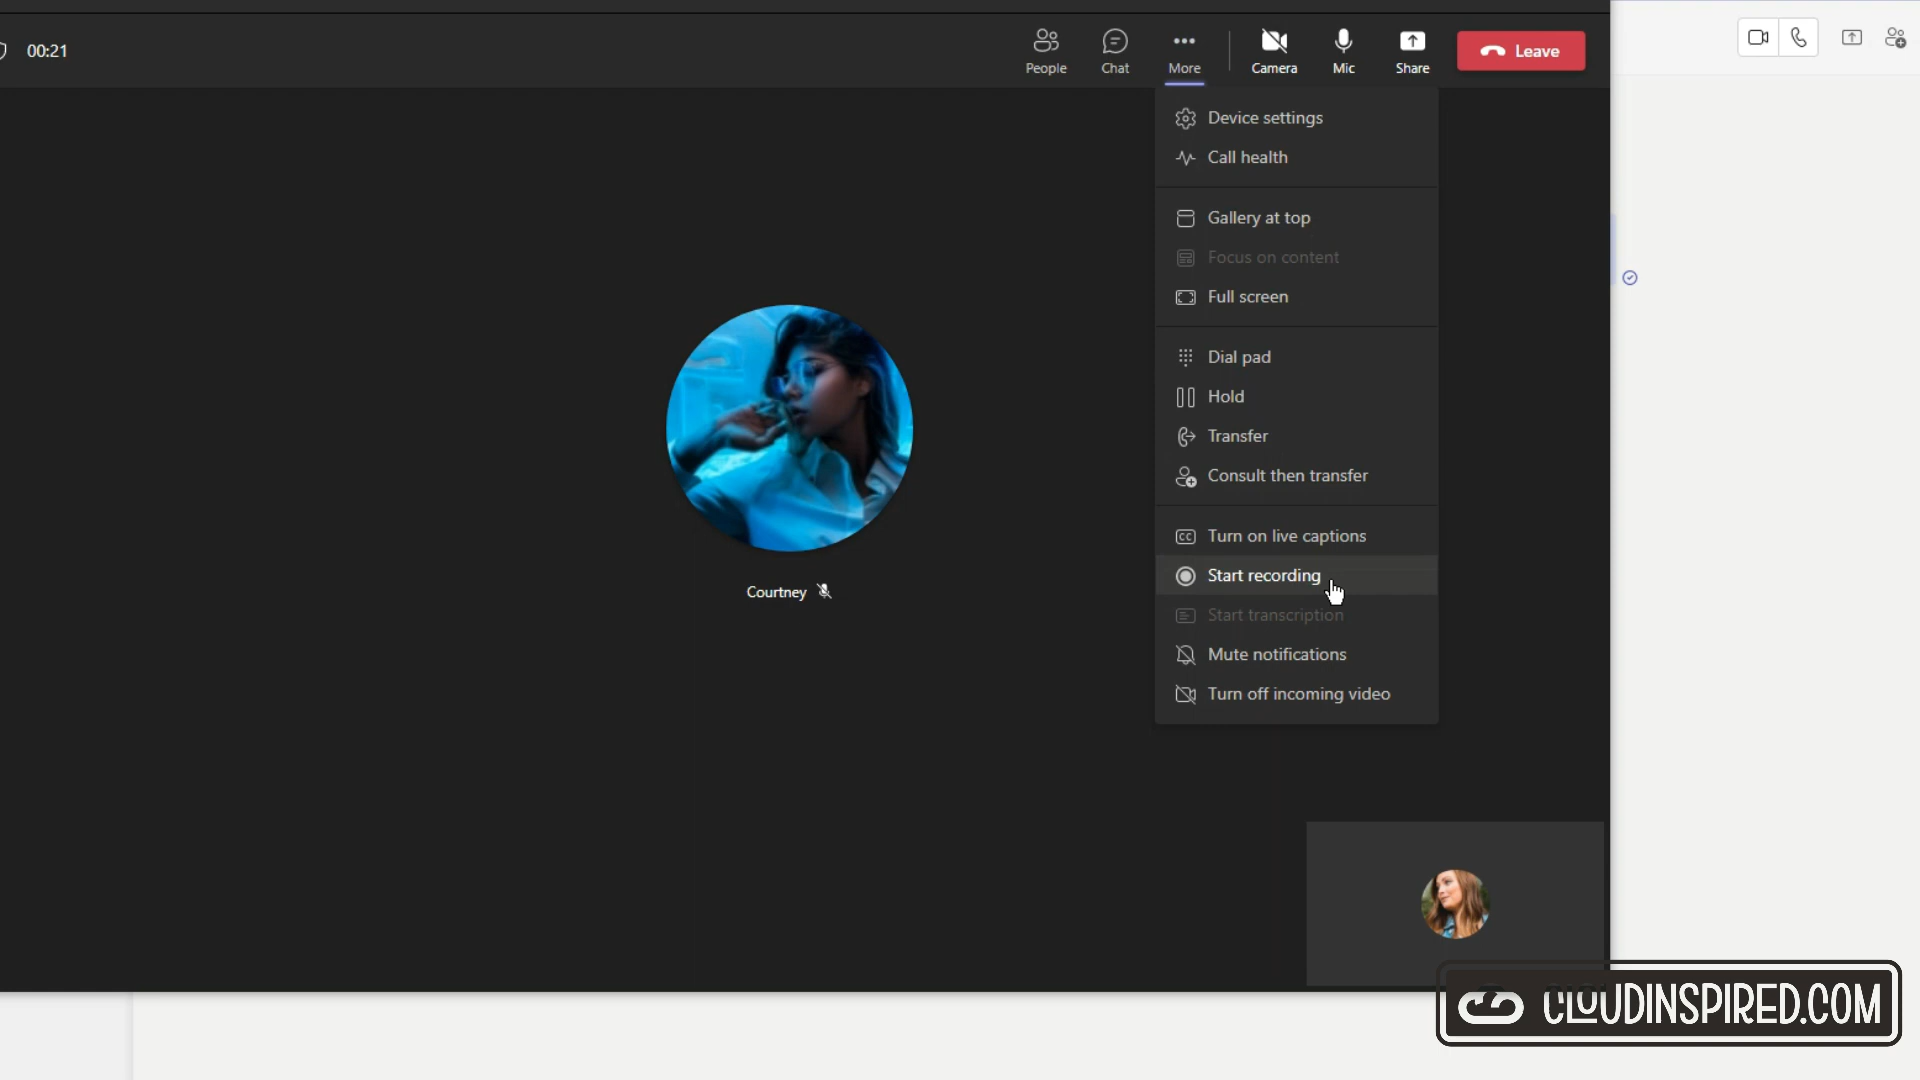 00:21
People
Chat
More
Camera
Mic
Share
Leave
Device settings
Call health
Gallery at top
Focus on content
Full screen
Dial pad
Hold
Transfer
Consult then transfer
CC Turn on live captions
Start recording
Start transcription
Mute notifications
Turn off incoming video
Courtney
CLOUDINSPIRED.COM